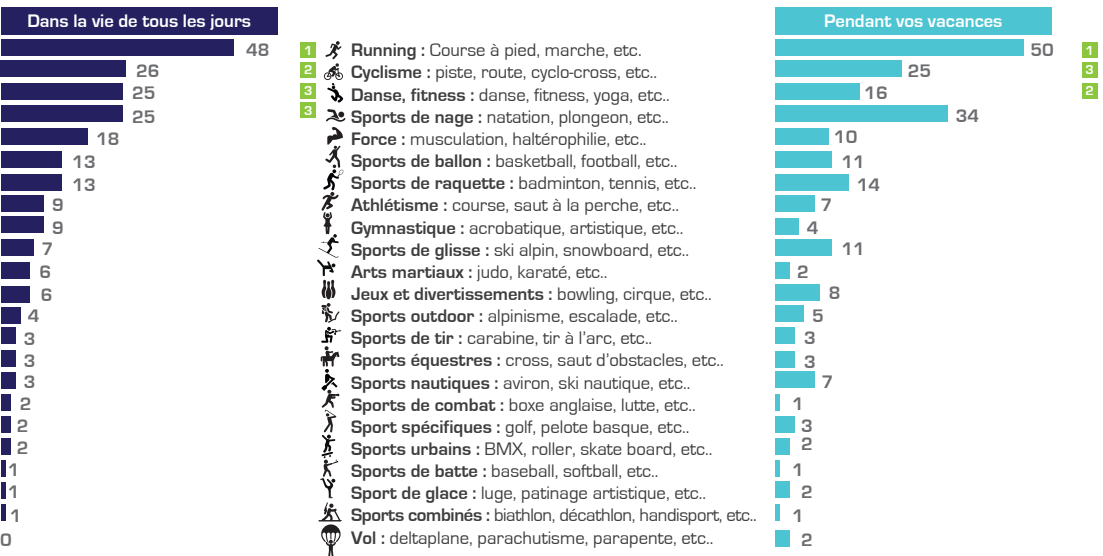 Dans la vie de tous les jours Pendant vos vacances
48 1 Running : Course à pied, marche, etc. 50 1
26 2 Cyclisme : piste, route, cyclo-cross, etc.. 25 3
25 3 Danse, fitness : danse, fitness, yoga, etc.. 16 2
25 3 Sports de nage : natation, plongeon, etc.. 34
18 Force : musculation, haltérophilie, etc.. 10
13 Sports de ballon : basketball, football, etc.. 11
13 Sports de raquette : badminton, tennis, etc.. 14
9 Athlétisme : course, saut à la perche, etc.. 7
9 Gymnastique : acrobatique, artistique, etc.. 4
7 Sports de glisse : ski alpin, snowboard, etc.. 11
6 Arts martiaux : judo, karaté, etc.. 2
6 Jeux et divertissements : bowling, cirque, etc.. 8
4 Sports outdoor : alpinisme, escalade, etc.. 5
3 Sports de tir : carabine, tir à l'arc, etc.. 3
3 Sports équestres : cross, saut d'obstacles, etc.. 3
3 Sports nautiques : aviron, ski nautique, etc.. 7
2 Sports de combat : boxe anglaise, lutte, etc.. 1
2 Sport spécifiques : golf, pelote basque, etc.. 3
2 Sports urbains : BMX, roller, skate board, etc.. 2
1 Sports de batte : baseball, softball, etc.. 1
1 Sport de glace : luge, patinage artistique, etc.. 2
1 Sports combinés : biathlon, décathlon, handisport, etc.. 1
0 Vol : deltaplane, parachutisme, parapente, etc.. 2